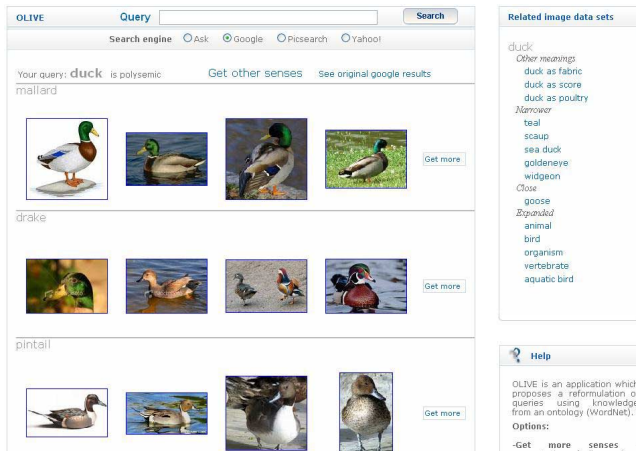 OLIVE Query Search
Search engine Ask Google Picsearch Yahoo!
Your query: duck is polysemic Get other senses See original google results
mallard
Get more
drake
Get more
pintail
Get more
Related image data sets
duck
Other meanings
duck as fabric
duck as score
duck as poultry
Narrower
teal
scaup
sea duck
goldeneye
widgeon
Close
goose
Expanded
animal
bird
organism
vertebrate
aquatic bird
Help
OLIVE is an application which
proposes a reformulation o
queries using knowledge
from an ontology (WordNet).
Options:
-Get more senses